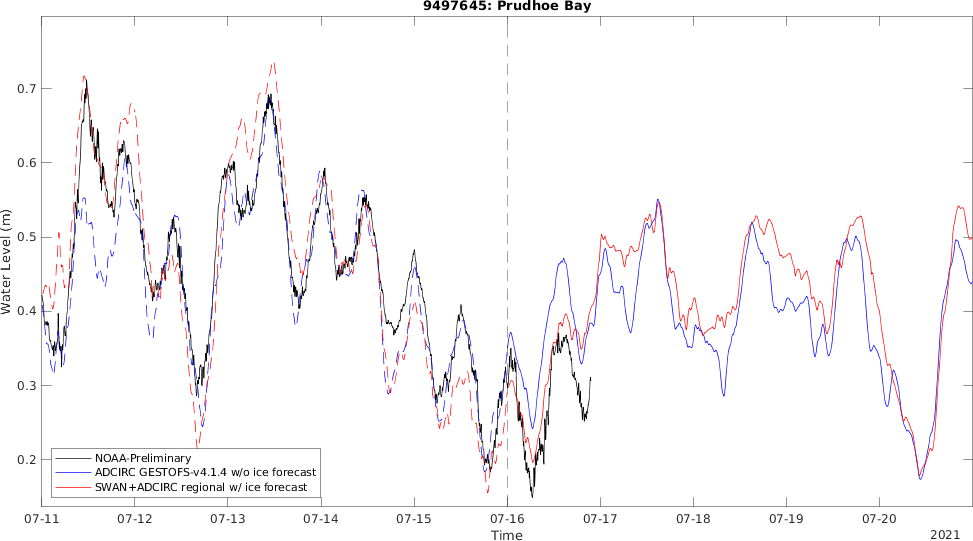 9497645: Prudhoe Bay
0.7
0.6
0.5
0.4
0.3
0.2
Water Level (m)
NOAA-Preliminary
ADCIRC GESTOFS-v4.1.4 w/o ice forecast
SWAN+ADCIRC regional w/ ice forecast
07-11 07-12 07-13 07-14 07-15 07-16 07-17 07-18 07-19 07-20
Time
2021